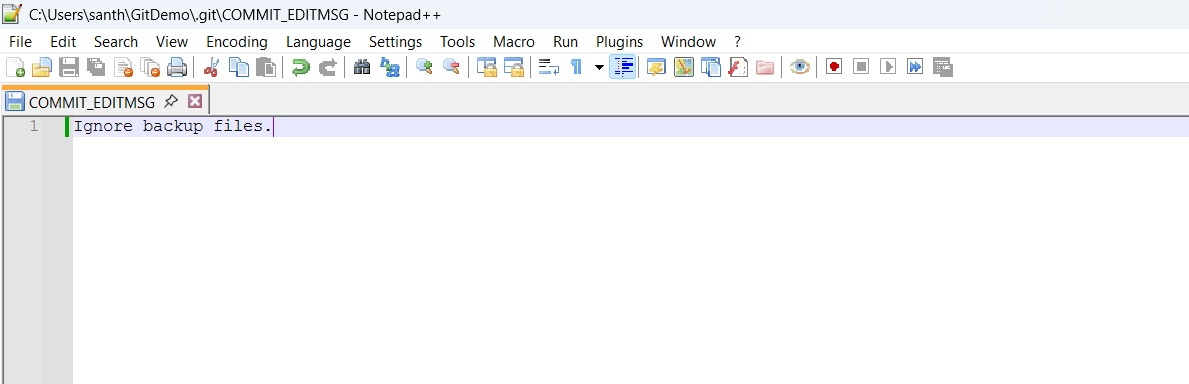 C:\Users\santh\GitDemo\.git\COMMIT_EDITMSG - Notepad++
File Edit Search View Encoding Language Settings Tools Macro Run Plugins Window ?
COMMIT_EDITMSG
1 Ignore backup files.